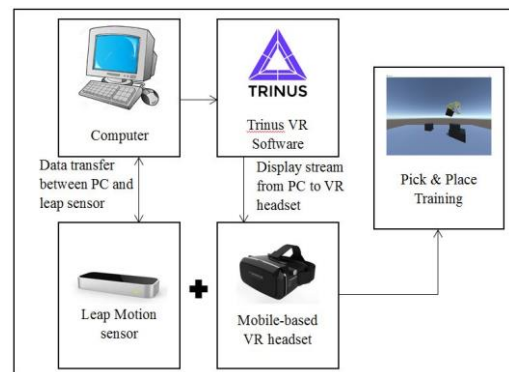 TRINUS
Computer
Trinus VR
Software
Data transfer
between PC and
leap sensor
Display stream
from PC to VR
headset
Pick & Place
Training
Leap Motion
sensor
Mobile-based
VR headset